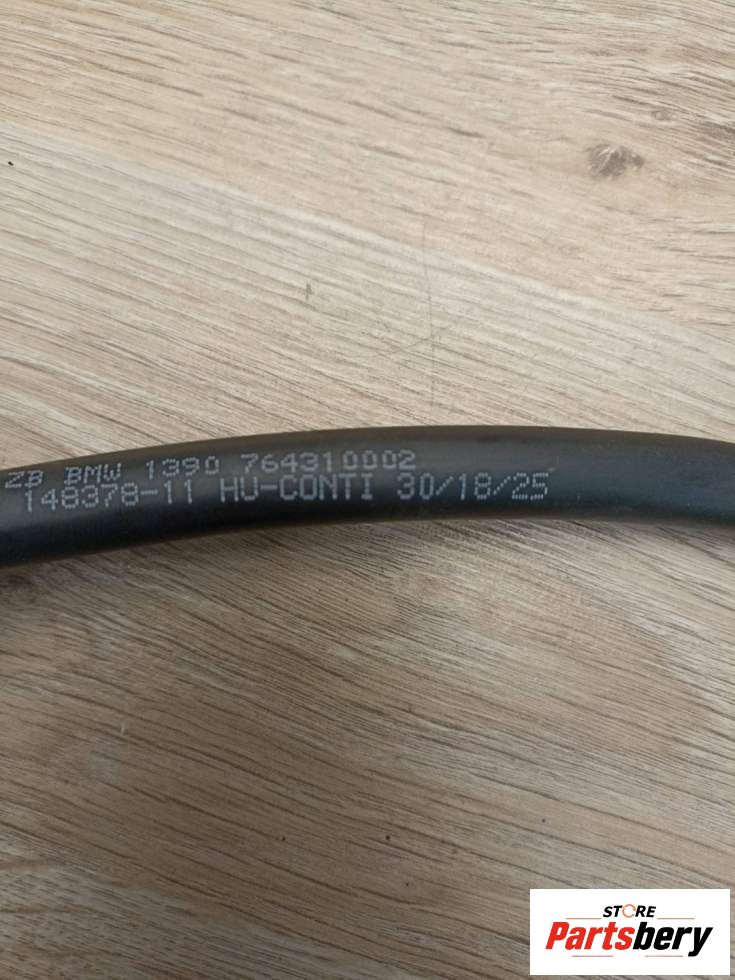 ZB BMW 1390 764310002
148378-11 HU-CONTI 30/18/25
STORE
Partsbery